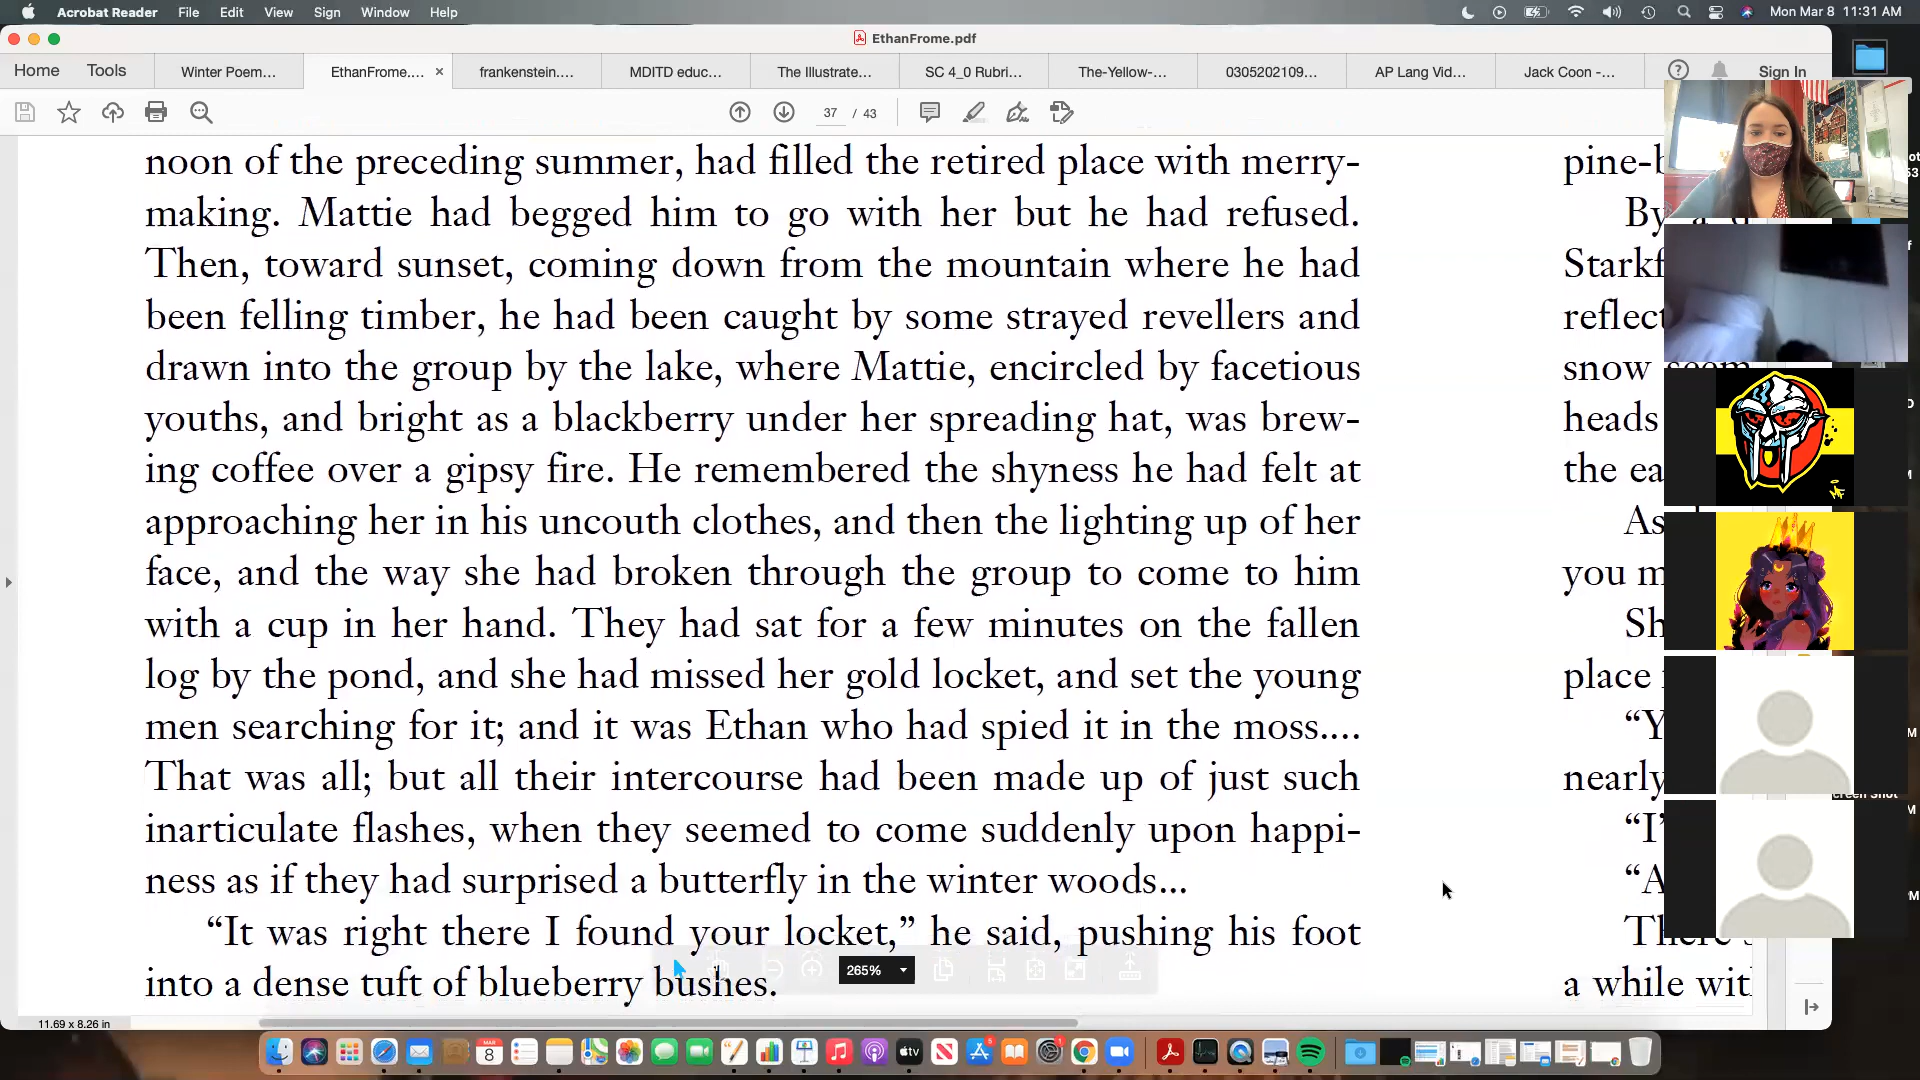 Acrobat Reader File Edit View Sign Window Help Mon Mar 8 11:31 AM
EthanFrome.pdf
Home Tools Winter Poem... EthanFrome.... × frankenstein.... MDITD educ... The Illustrate... SC 4_0 Rubri... The-Yellow-... 0305202109... AP Lang Vid... Jack Coon -... Sign In
37 / 43
noon of the preceding summer, had filled the retired place with merry-
making. Mattie had begged him to go with her but he had refused.
Then, toward sunset, coming down from the mountain where he had
been felling timber, he had been caught by some strayed revellers and
drawn into the group by the lake, where Mattie, encircled by facetious
youths, and bright as a blackberry under her spreading hat, was brew-
ing coffee over a gipsy fire. He remembered the shyness he had felt at
approaching her in his uncouth clothes, and then the lighting up of her
face, and the way she had broken through the group to come to him
with a cup in her hand. They had sat for a few minutes on the fallen
log by the pond, and she had missed her gold locket, and set the young
men searching for it; and it was Ethan who had spied it in the moss....
That was all; but all their intercourse had been made up of just such
inarticulate flashes, when they seemed to come suddenly upon happi-
ness as if they had surprised a butterfly in the winter woods...
“It was right there I found your locket,” he said, pushing his foot
into a dense tuft of blueberry bushes.
pine-b
By a
Starkf
reflect
snow seem
heads
the ea
As
you m
Sh
place
“Y
nearly
“I’
“A
There’s
a while wit
265%
11.69 x 8.26 in
MAR
8